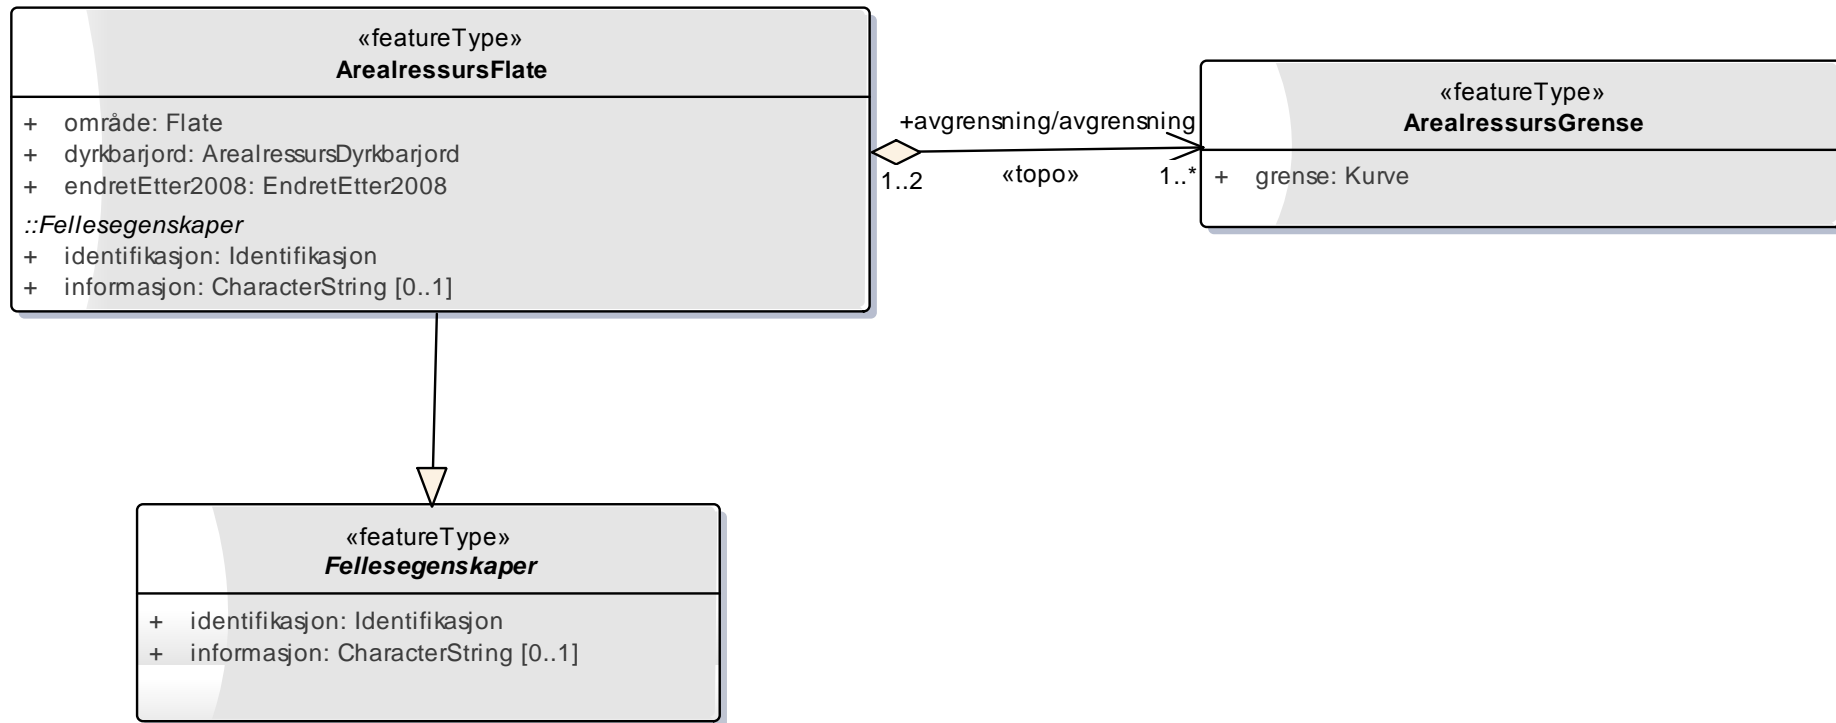 «featureType»
ArealressursFlate
+ område: Flate
+ dyrkbarjord: ArealressursDyrkbarjord
+ endretEtter2008: EndretEtter2008
::Fellesegenskaper
+ identifikasjon: Identifikasjon
+ informasjon: CharacterString [0..1]
+avgrensning/avgrensning
1..2
«topo»
1..*
«featureType»
ArealressursGrense
+ grense: Kurve
«featureType»
Fellesegenskaper
+ identifikasjon: Identifikasjon
+ informasjon: CharacterString [0..1]